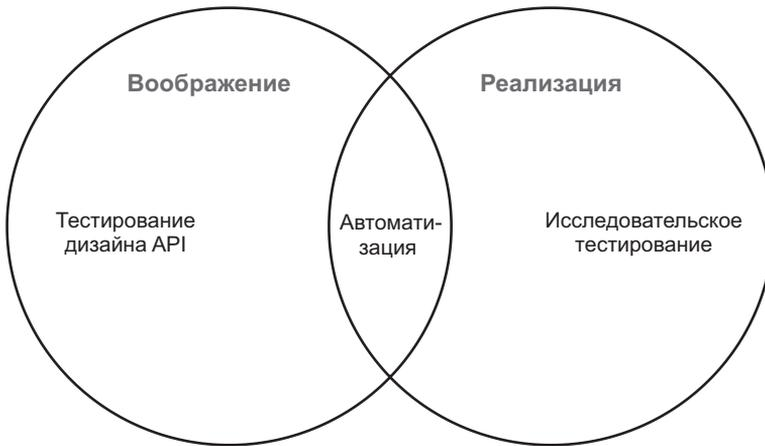 Воображение
Реализация
Тестирование
дизайна API
Автомати-
зация
Исследовательское
тестирование